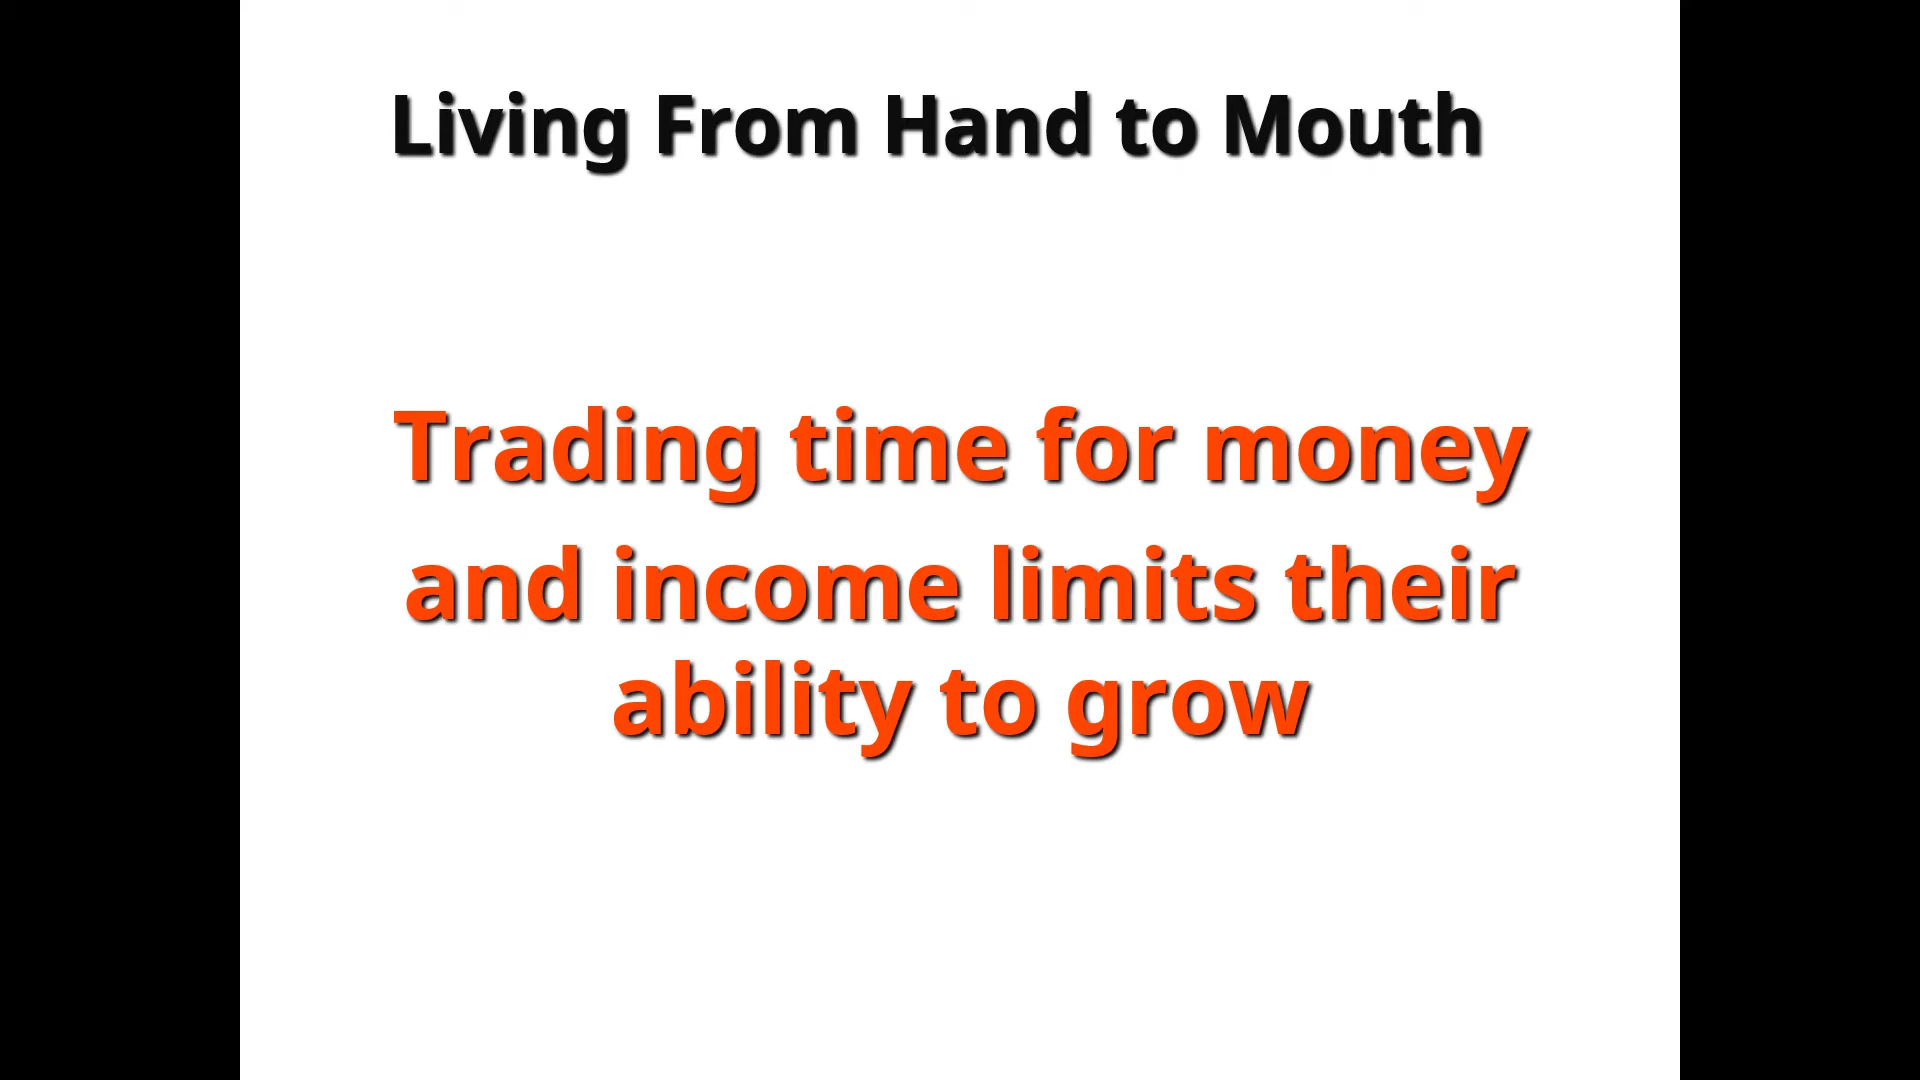 Living From Hand to Mouth
Trading time for money
and income limits their
ability to grow